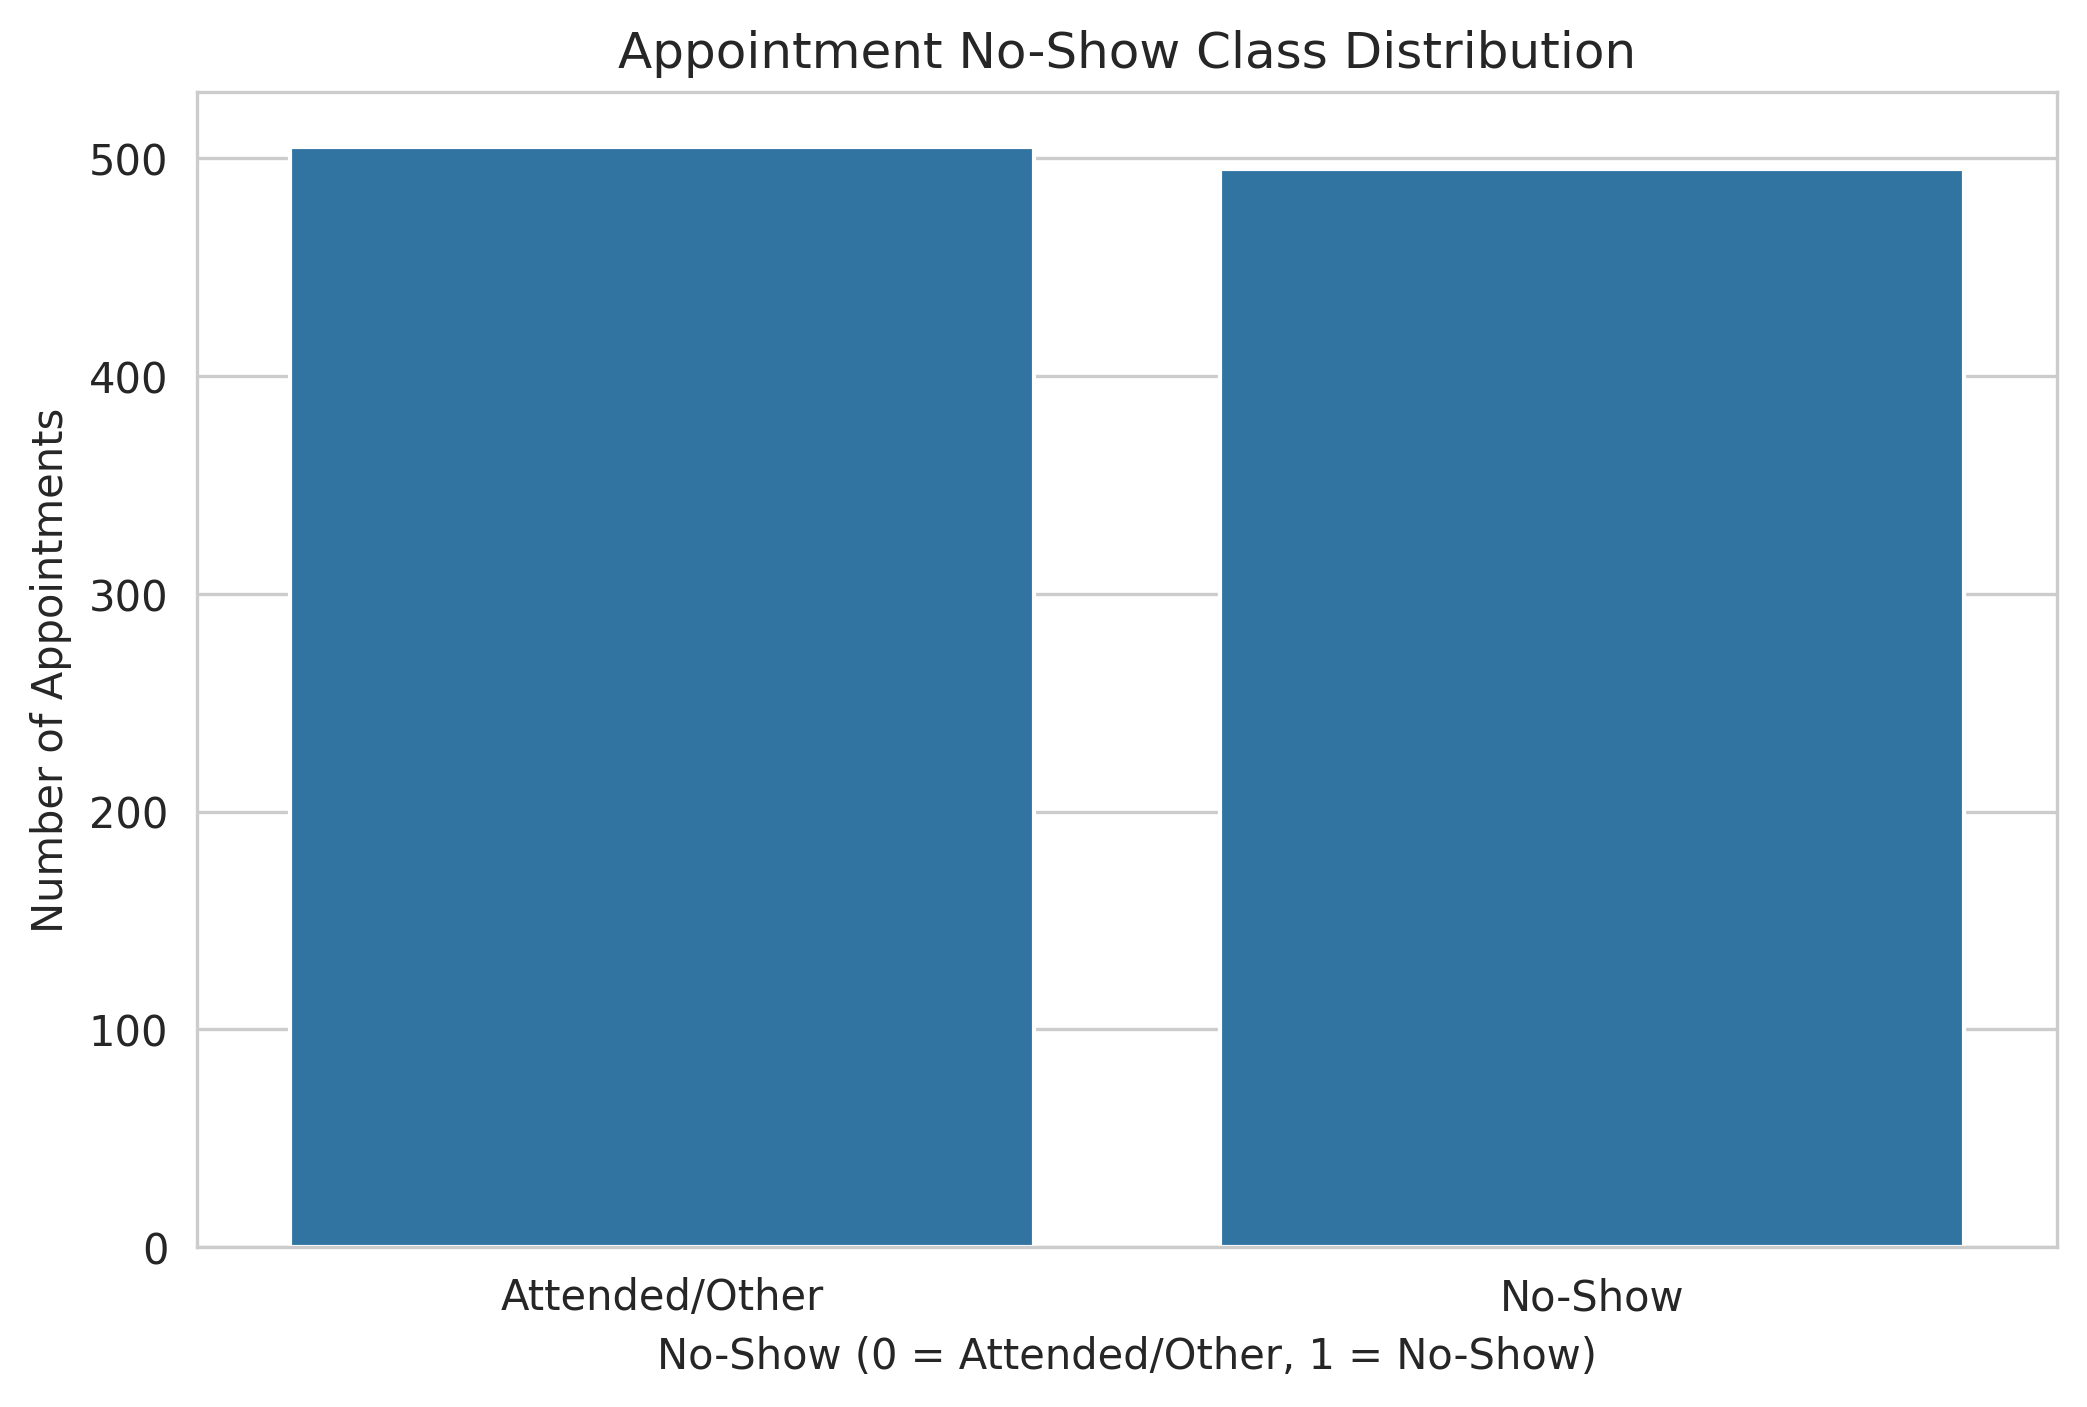 Appointment No-Show Class Distribution
Number of Appointments
500
400
300
200
100
0
Attended/Other
No-Show
No-Show (0 = Attended/Other, 1 = No-Show)